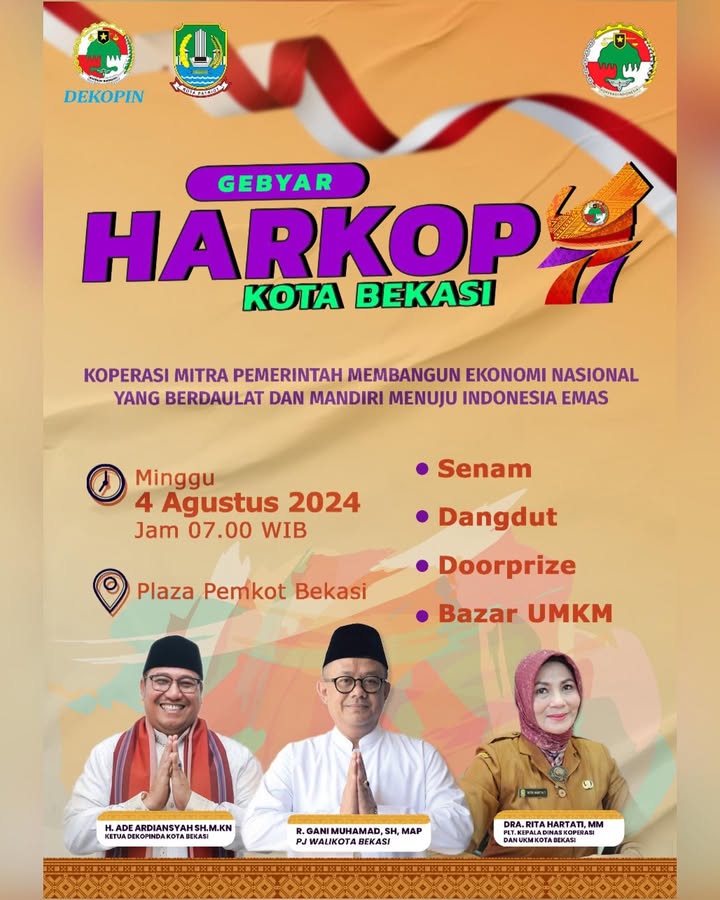 DEKOPIN
KOTA PATRIOT
GEBYAR
HARKOP 77
KOTA BEKASI
KOPERASI MITRA PEMERINTAH MEMBANGUN EKONOMI NASIONAL
YANG BERDAULAT DAN MANDIRI MENUJU INDONESIA EMAS
Minggu
4 Agustus 2024
Jam 07.00 WIB
Plaza Pemkot Bekasi
Senam
Dangdut
Doorprize
Bazar UMKM
H. ADE ARDIANSYAH SH.M.KN
KETUA DEKOPINDA KOTA BEKASI
R. GANI MUHAMAD, SH, MAP
PJ WALIKOTA BEKASI
DRA. RITA HARTATI, MM
PLT. KEPALA DINAS KOPERASI
DAN UKM KOTA BEKASI